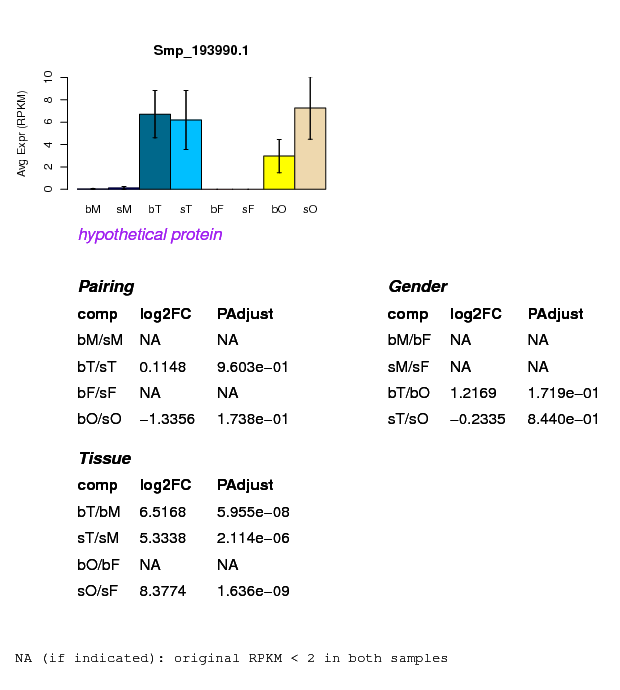 Smp_193990.1
Avg Expr (RPKM)
10
8
6
4
2
0
bM sM bT sT bF sF bO sO
hypothetical protein
Pairing
comp log2FC PAdjust
bM/sM NA NA
bT/sT 0.1148 9.603e−01
bF/sF NA NA
bO/sO −1.3356 1.738e−01
Gender
comp log2FC PAdjust
bM/bF NA NA
sM/sF NA NA
bT/bO 1.2169 1.719e−01
sT/sO −0.2335 8.440e−01
Tissue
comp log2FC PAdjust
bT/bM 6.5168 5.955e−08
sT/sM 5.3338 2.114e−06
bO/bF NA NA
sO/sF 8.3774 1.636e−09
NA (if indicated): original RPKM < 2 in both samples